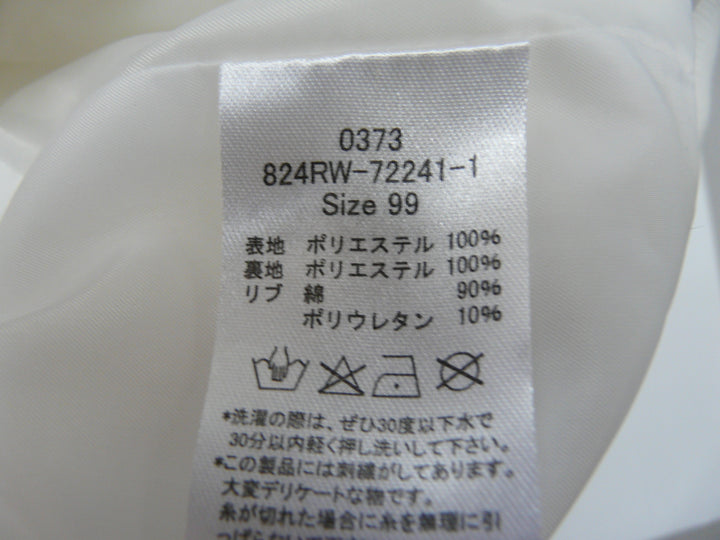 0373
824RW-72241-1
Size 99
表地 ポリエステル 100%
裏地 ポリエステル 100%
リブ 綿 90%
ポリウレタン 10%
*洗濯の際は、ぜひ30度以下水で
30分以内軽く押し洗いして下さい。
*この製品には刺繍がしてあります。
大変デリケートな物です。
糸が切れた場合に糸を無理に引
っぱらない